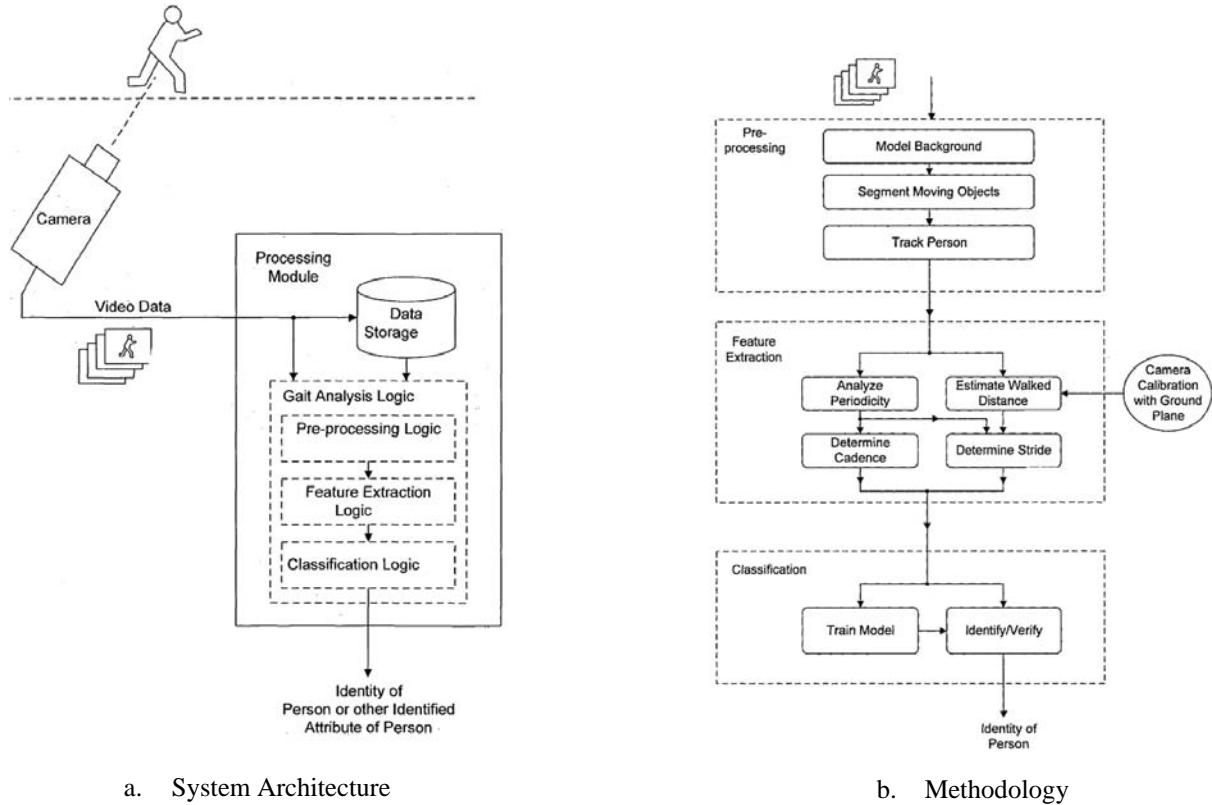 Camera
Processing
Module
Video Data
Data
Storage
Gait Analysis Logic
Pre-processing Logic
Feature Extraction
Logic
Classification Logic
Identity of
Person or other Identified
Attribute of Person
a. System Architecture
Pre-
processing
Model Background
Segment Moving Objects
Track Person
Feature
Extraction
Analyze
Periodicity
Estimate Walked
Distance
Camera
Calibration
with Ground
Plane
Determine
Cadence
Determine Stride
Classification
Train Model
Identify/Verify
Identity of
Person
b. Methodology